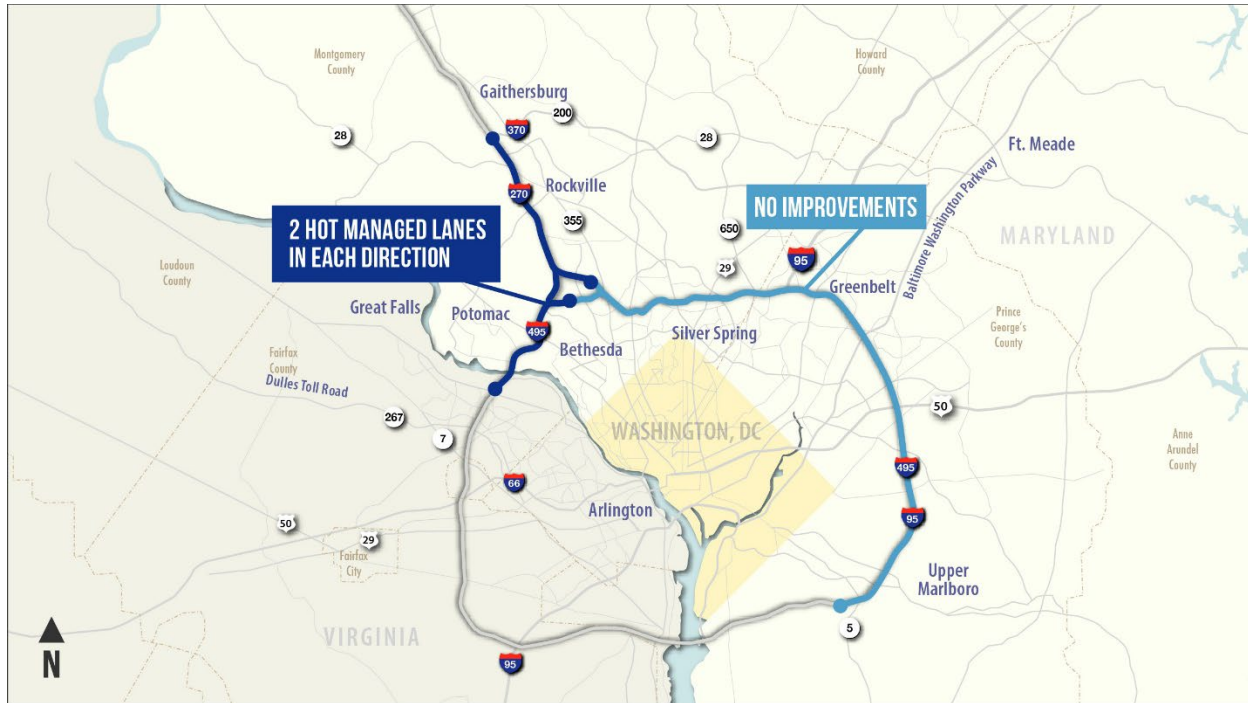 Montgomery
County
Howard
County
Gaithersburg
370
200
28
28
Ft. Meade
Rockville
270
Baltimore Washington Parkway
NO IMPROVEMENTS
2 HOT MANAGED LANES
IN EACH DIRECTION
355
650
MARYLAND
29
95
Loudoun
County
Greenbelt
Great Falls
Potomac
495
Bethesda
Silver Spring
Prince
George's
County
Fairfax
County
Dulles Toll Road
267
7
WASHINGTON, DC
50
Anne
Arundel
County
66
495
Arlington
95
50
29
Fairfax
City
Upper
Marlboro
5
VIRGINIA
95
N